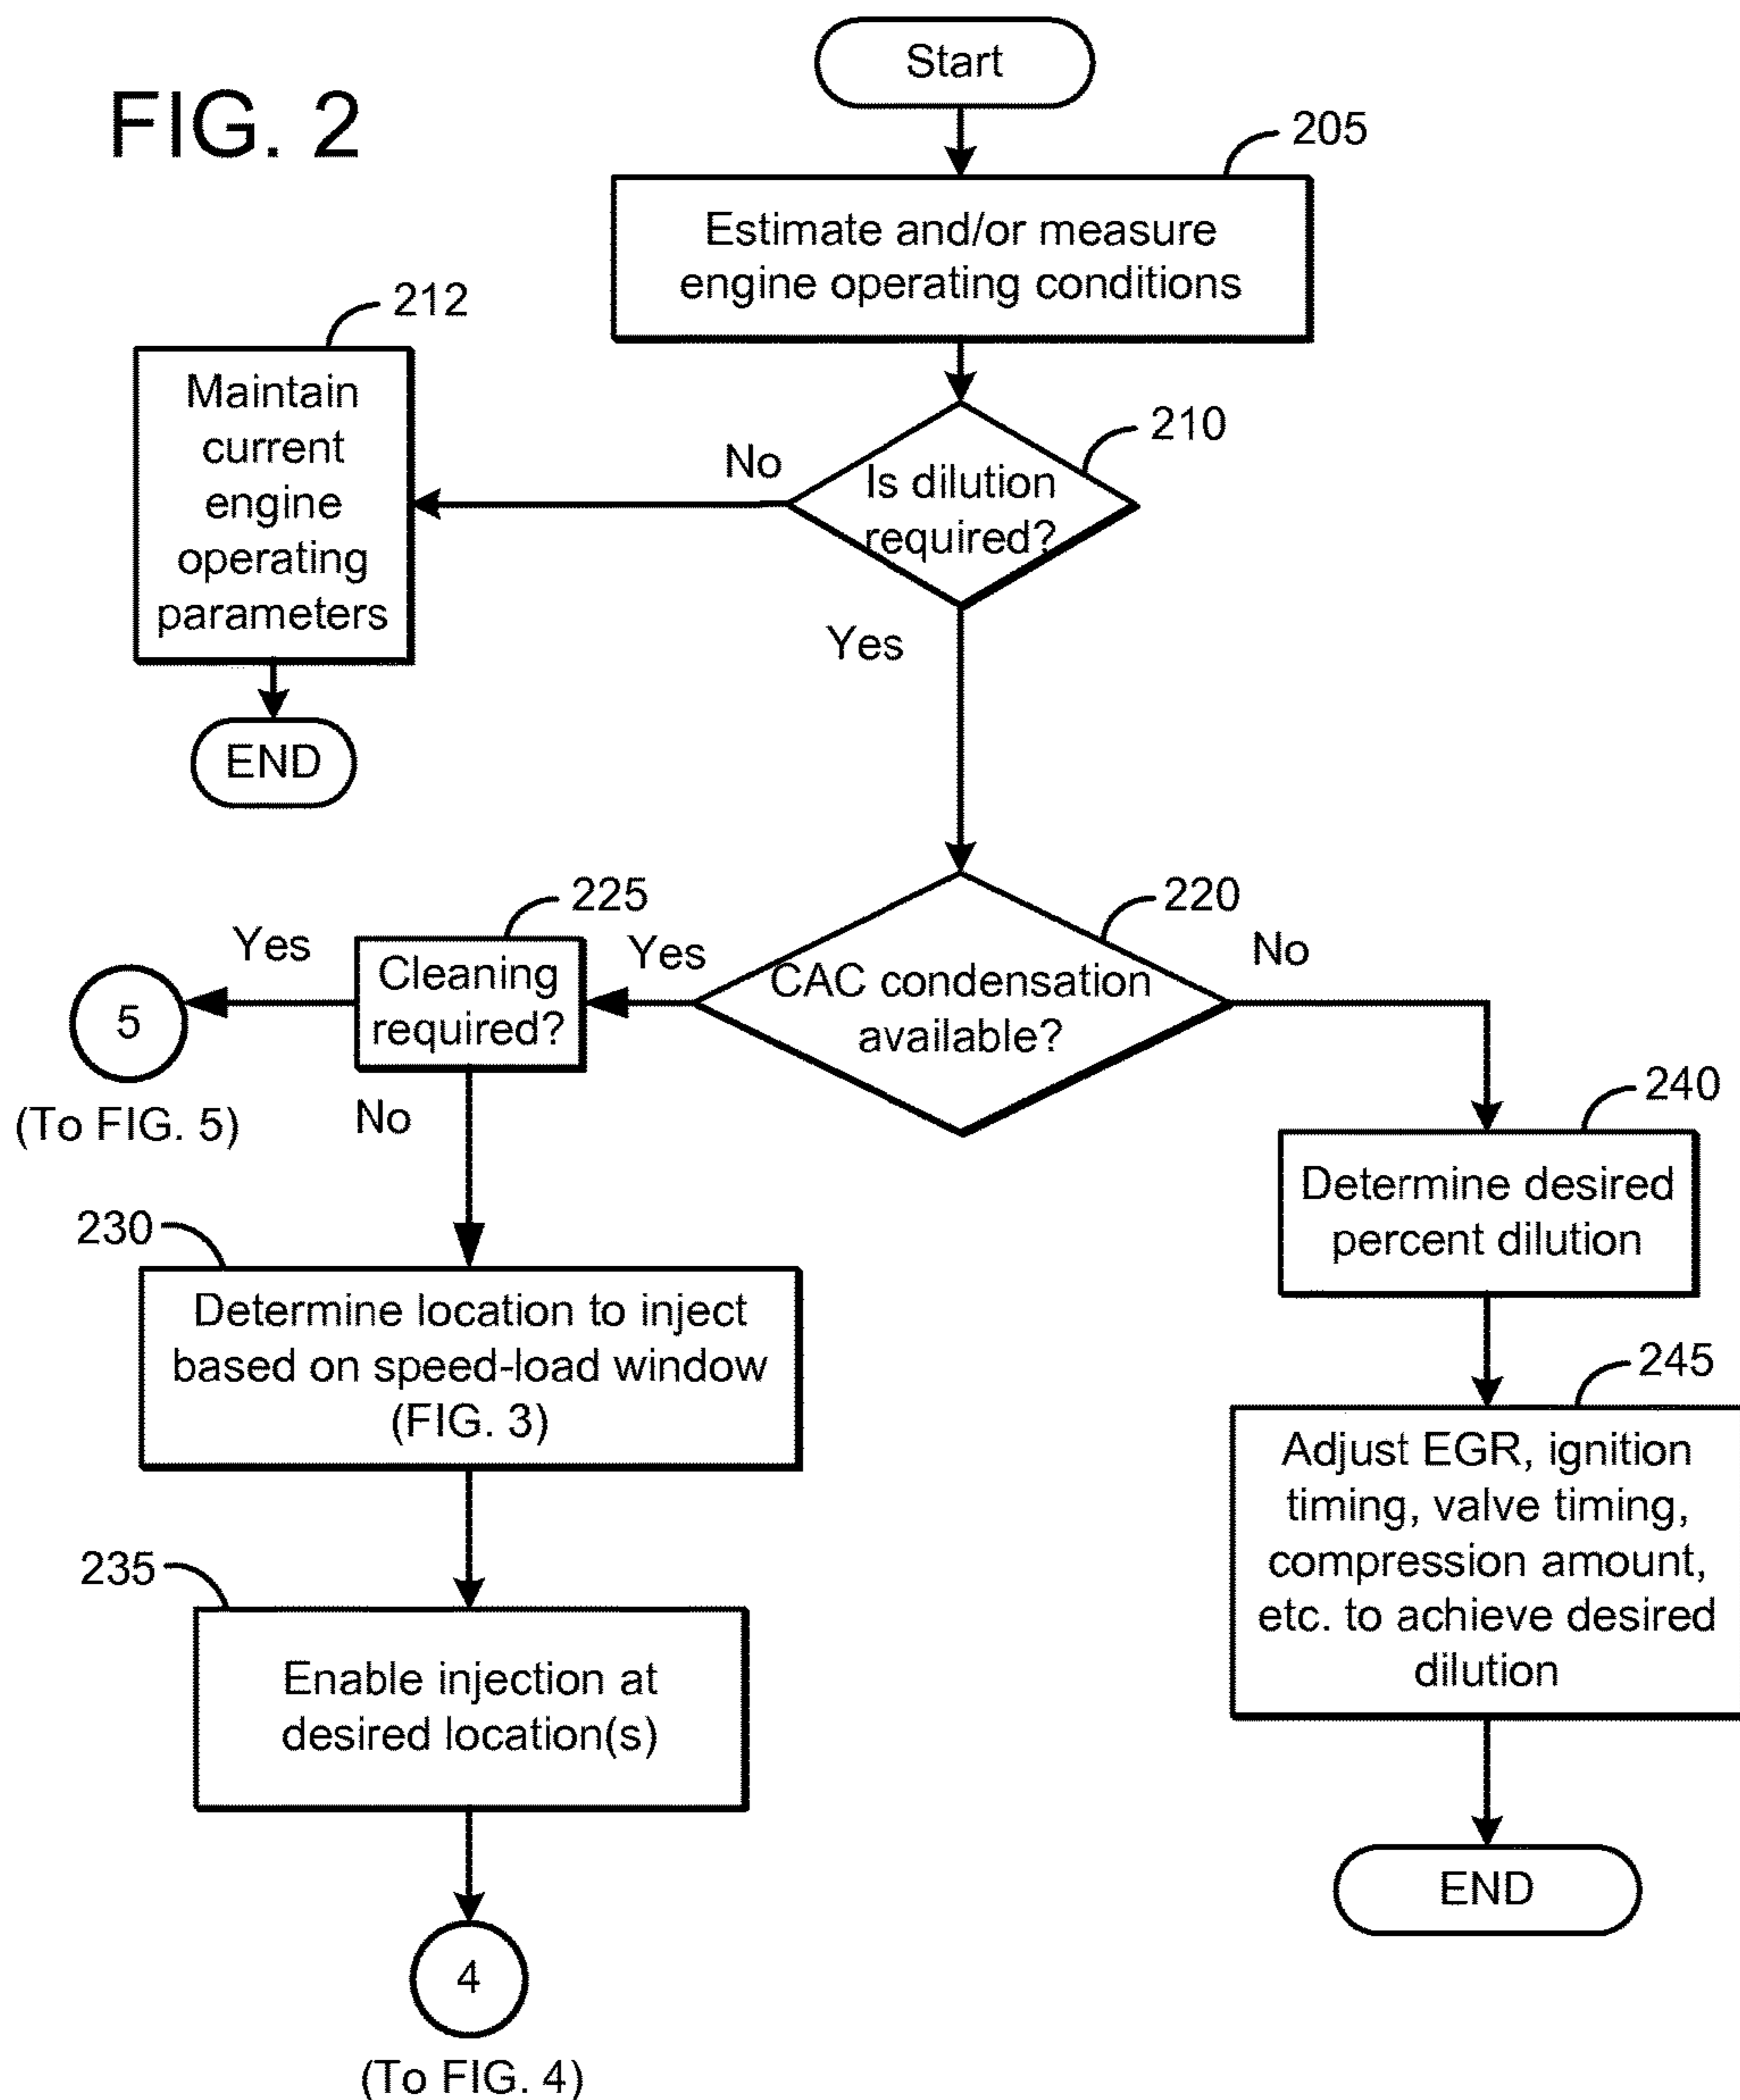 FIG. 2
Start
205
Estimate and/or measure
engine operating conditions
212
Maintain
current
engine
operating
parameters
END
No
210
Is dilution
required?
Yes
220
CAC condensation
available?
Yes
No
225
Cleaning
required?
Yes
5
(To FIG. 5)
No
230
Determine location to inject
based on speed-load window
(FIG. 3)
235
Enable injection at
desired location(s)
4
(To FIG. 4)
240
Determine desired
percent dilution
245
Adjust EGR, ignition
timing, valve timing,
compression amount,
etc. to achieve desired
dilution
END